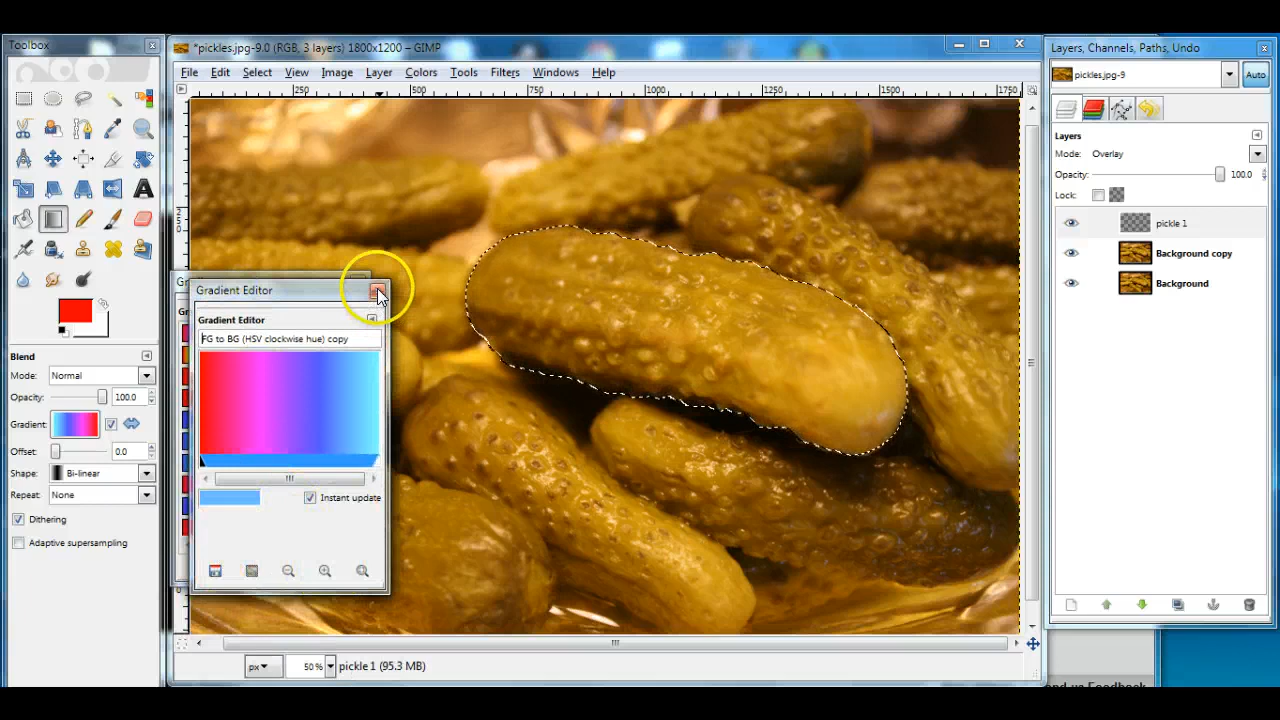 Toolbox
*pickles.jpg-9.0 (RGB, 3 layers) 1800x1200 – GIMP
Layers, Channels, Paths, Undo
File Edit Select View Image Layer Colors Tools Filters Windows Help
pickles.jpg-9
Auto
250 500 750 1000 1250 1500 1750
Layers
Mode: Overlay
Opacity: 100.0
Lock:
pickle 1
Background copy
Background
Gradient Editor
Gradient Editor
FG to BG (HSV clockwise hue) copy
Instant update
Blend
Mode: Normal
Opacity: 100.0
Gradient:
Offset: 0.0
Shape: Bi-linear
Repeat: None
Dithering
Adaptive supersampling
px 50% pickle 1 (95.3 MB)
Feedback